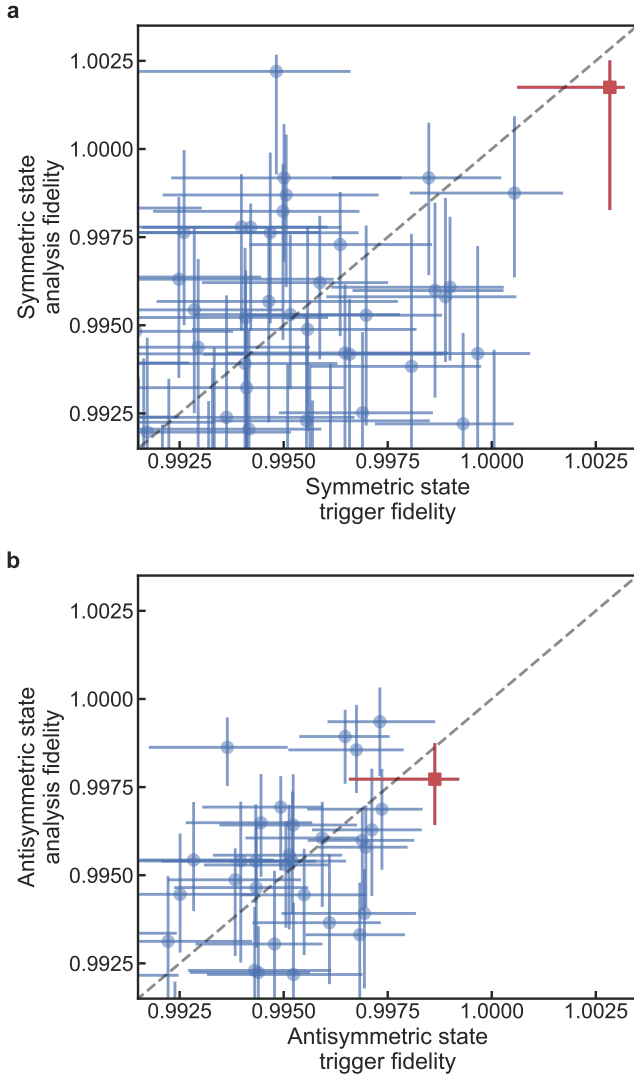 a
1.0025
1.0000
0.9975
0.9950
0.9925
Symmetric state
analysis fidelity
0.9925 0.9950 0.9975 1.0000 1.0025
Symmetric state
trigger fidelity
b
1.0025
1.0000
0.9975
0.9950
0.9925
Antisymmetric state
analysis fidelity
0.9925 0.9950 0.9975 1.0000 1.0025
Antisymmetric state
trigger fidelity